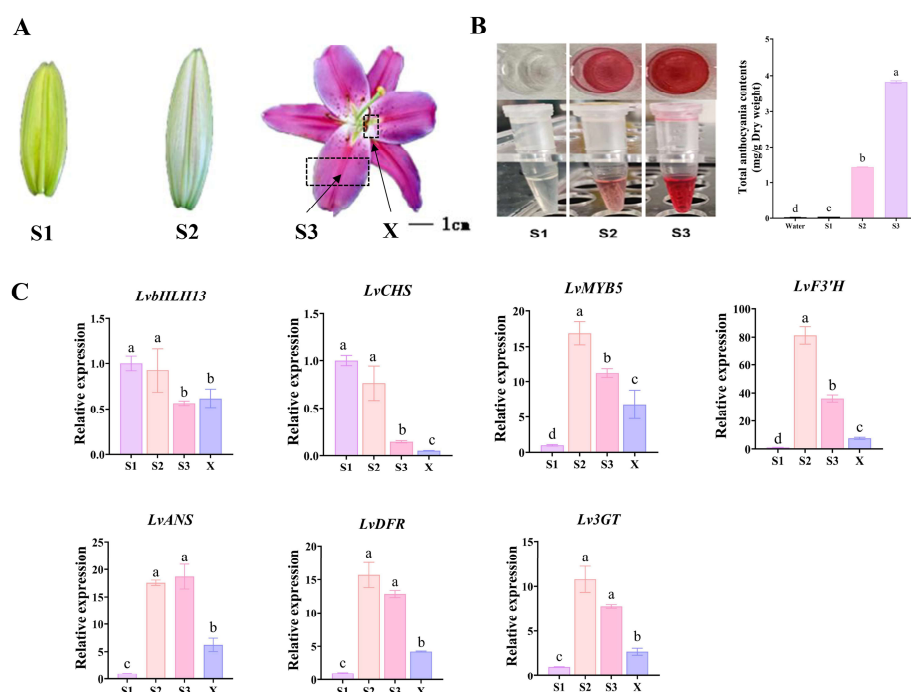 A
S1
S2
S3
X
1cm
B
S1
S2
S3
Total anthocyania contents
(mg/g Dry weight)
5
4
3
2
1
0
d
c
b
a
Water
S1
S2
S3
C
LvbHLH13
Relative expression
1.5
1.0
0.5
0.0
a
a
b
b
S1
S2
S3
X
LvCHS
Relative expression
1.5
1.0
0.5
0.0
a
a
b
c
S1
S2
S3
X
LvMYB5
Relative expression
20
15
10
5
0
d
a
b
c
S1
S2
S3
X
LvF3'H
Relative expression
100
80
60
40
20
0
d
a
b
c
S1
S2
S3
X
LvANS
Relative expression
25
20
15
10
5
0
c
a
a
b
S1
S2
S3
X
LvDFR
Relative expression
20
15
10
5
0
c
a
a
b
S1
S2
S3
X
Lv3GT
Relative expression
15
10
5
0
c
a
a
b
S1
S2
S3
X